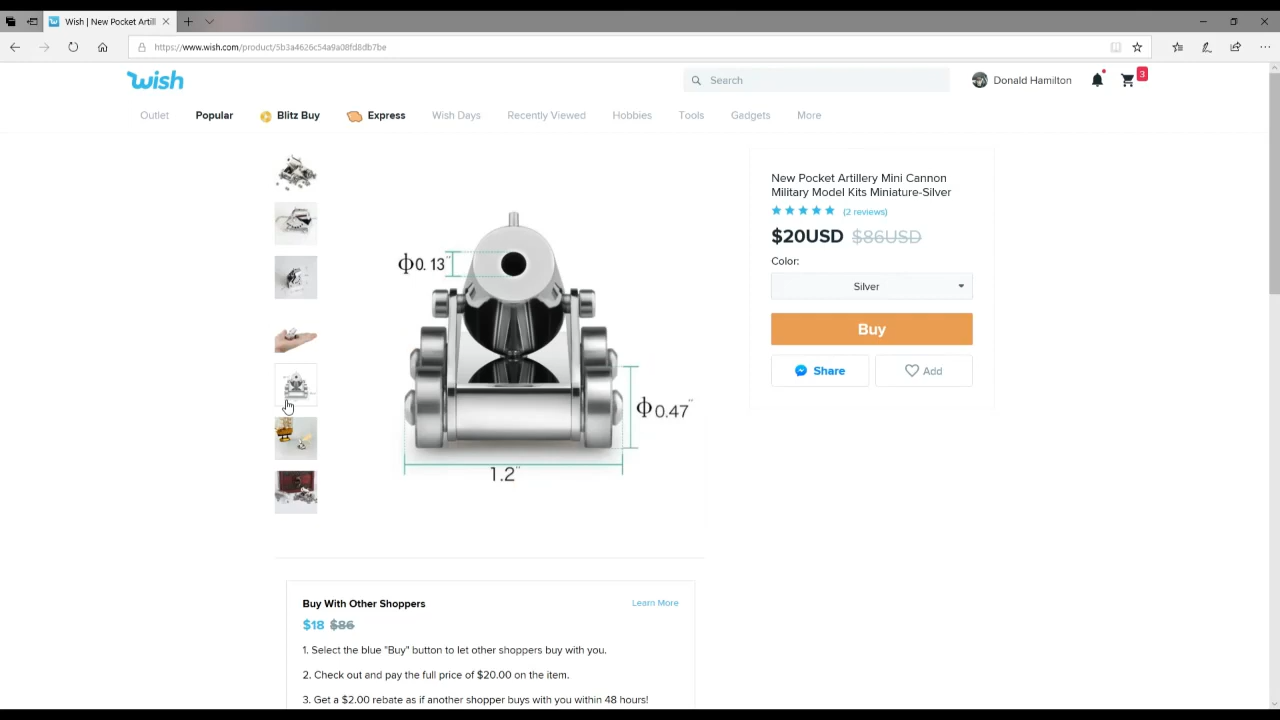 Wish | New Pocket Artill
https://www.wish.com/product/5b3a4626c54a9a08fd8db7be
wish
Search
Donald Hamilton
3
Outlet
Popular
Blitz Buy
Express
Wish Days
Recently Viewed
Hobbies
Tools
Gadgets
More
New Pocket Artillery Mini Cannon
Military Model Kits Miniature-Silver
(2 reviews)
$20USD $86USD
Color:
Silver
Buy
Share
Add
ф0.13"
ф0.47"
1.2"
Buy With Other Shoppers
Learn More
$18 $86
1. Select the blue "Buy" button to let other shoppers buy with you.
2. Check out and pay the full price of $20.00 on the item.
3. Get a $2.00 rebate as if another shopper buys with you within 48 hours!